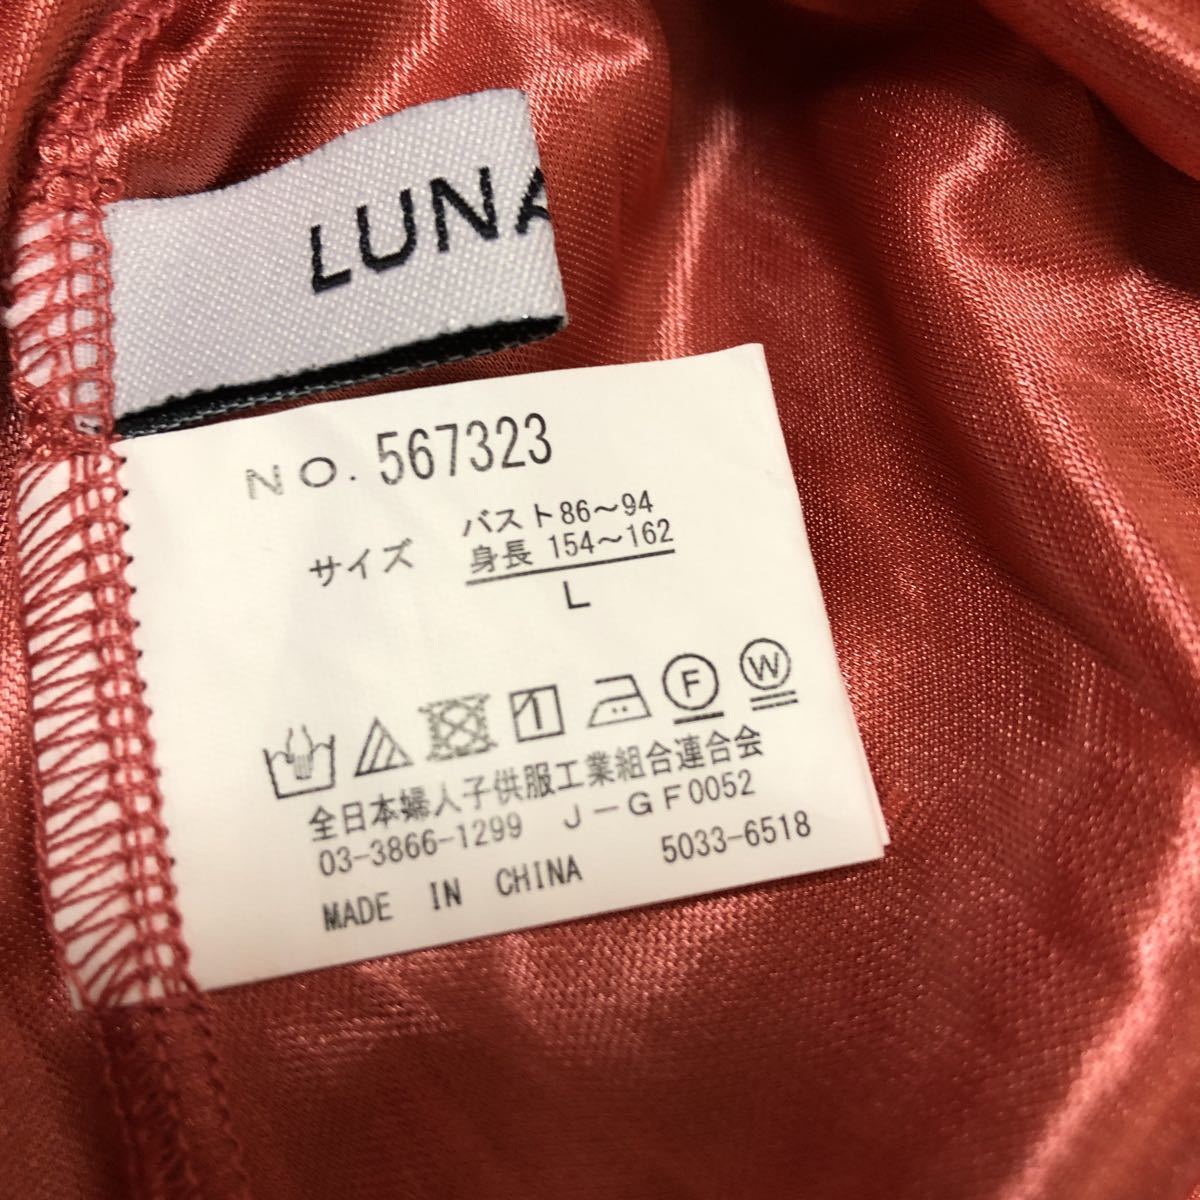 LUNA
NO. 567323
サイズ
バスト86〜94
身長 154〜162
L
F
W
全日本婦人子供服工業組合連合会
03-3866-1299 J-GF0052
MADE IN CHINA 5033-6518